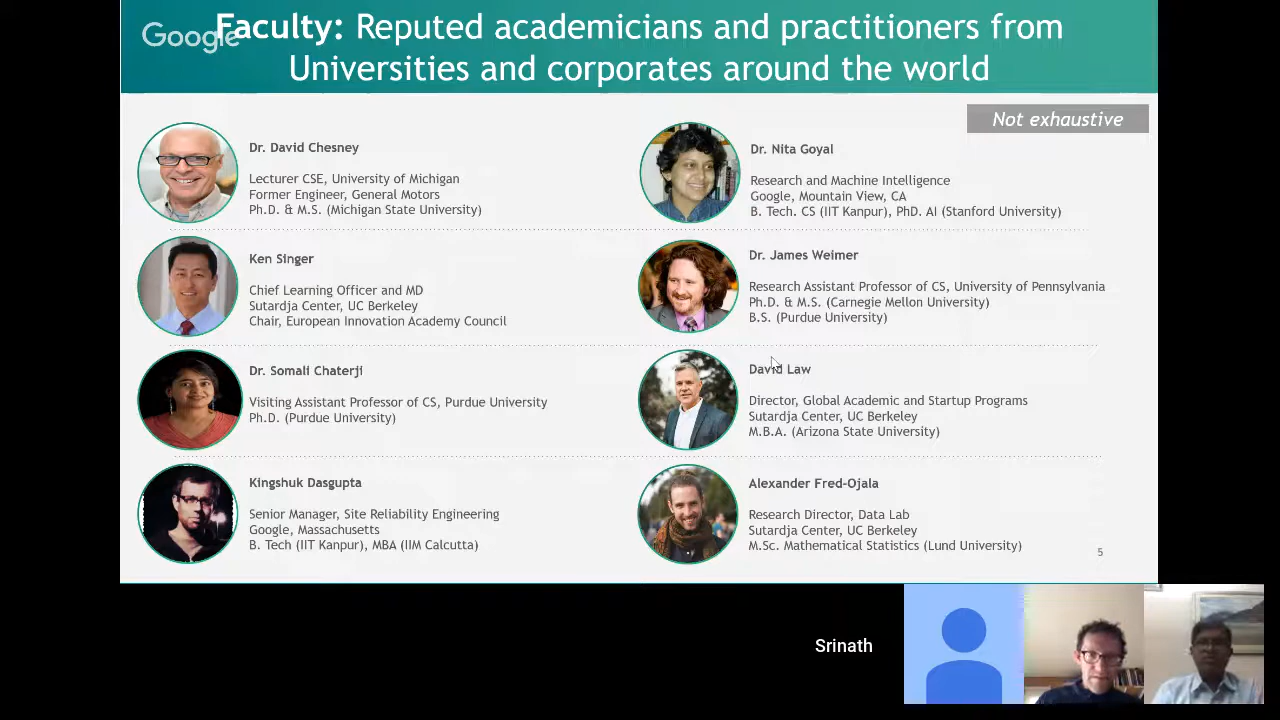 Google
Faculty: Reputed academicians and practitioners from
Universities and corporates around the world
Not exhaustive
Dr. David Chesney
Lecturer CSE, University of Michigan
Former Engineer, General Motors
Ph.D. & M.S. (Michigan State University)
Dr. Nita Goyal
Research and Machine Intelligence
Google, Mountain View, CA
B. Tech. CS (IIT Kanpur), PhD. AI (Stanford University)
Ken Singer
Chief Learning Officer and MD
Sutardja Center, UC Berkeley
Chair, European Innovation Academy Council
Dr. James Weimer
Research Assistant Professor of CS, University of Pennsylvania
Ph.D. & M.S. (Carnegie Mellon University)
B.S. (Purdue University)
Dr. Somali Chaterji
Visiting Assistant Professor of CS, Purdue University
Ph.D. (Purdue University)
David Law
Director, Global Academic and Startup Programs
Sutardja Center, UC Berkeley
M.B.A. (Arizona State University)
Kingshuk Dasgupta
Senior Manager, Site Reliability Engineering
Google, Massachusetts
B. Tech (IIT Kanpur), MBA (IIM Calcutta)
Alexander Fred-Ojala
Research Director, Data Lab
Sutardja Center, UC Berkeley
M.Sc. Mathematical Statistics (Lund University)
5
Srinath